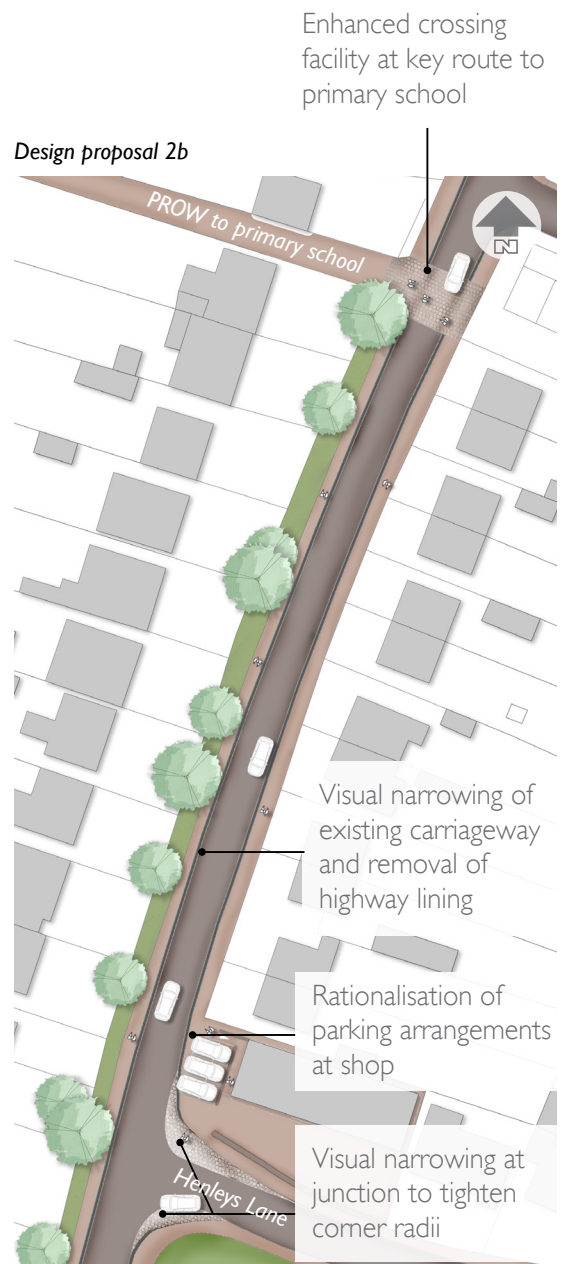 Enhanced crossing
facility at key route to
primary school
Design proposal 2b
PROW to primary school
N
Visual narrowing of
existing carriageway
and removal of
highway lining
Rationalisation of
parking arrangements
at shop
Visual narrowing at
junction to tighten
corner radii
Henleys Lane